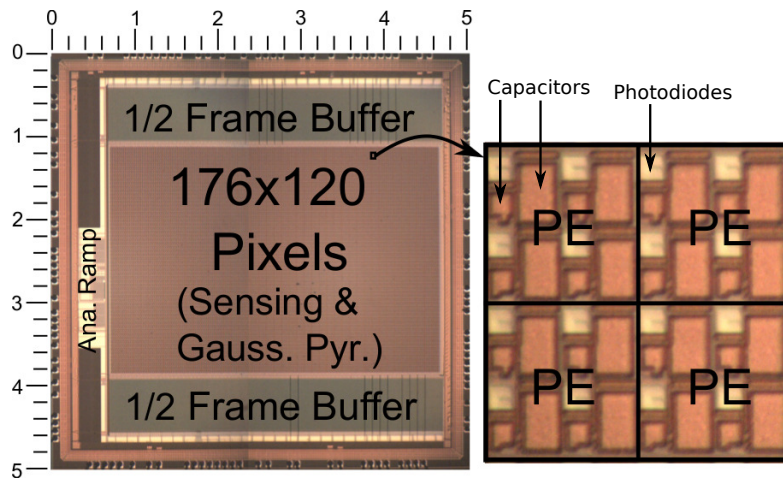 0 1 2 3 4 5
0
1
2
3
4
5
1/2 Frame Buffer
176x120
Pixels
(Sensing &
Gauss. Pyr.)
1/2 Frame Buffer
Ana. Ramp
Capacitors
Photodiodes
PE PE
PE PE